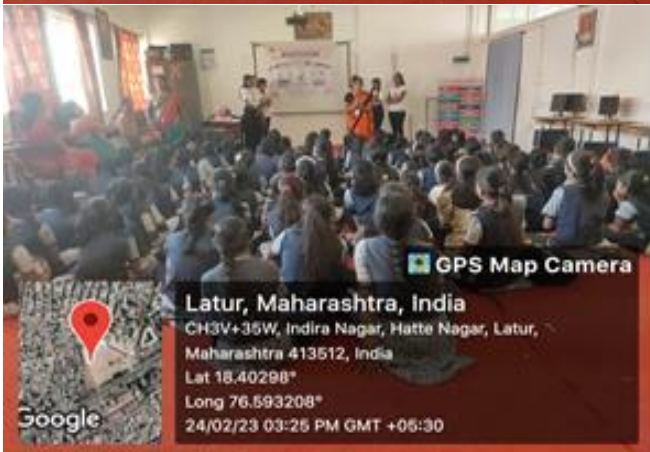 GPS Map Camera
Latur, Maharashtra, India
CH3V+35W, Indira Nagar, Hatte Nagar, Latur,
Maharashtra 413512, India
Lat 18.40298°
Long 76.593208°
24/02/23 03:25 PM GMT +05:30
Google